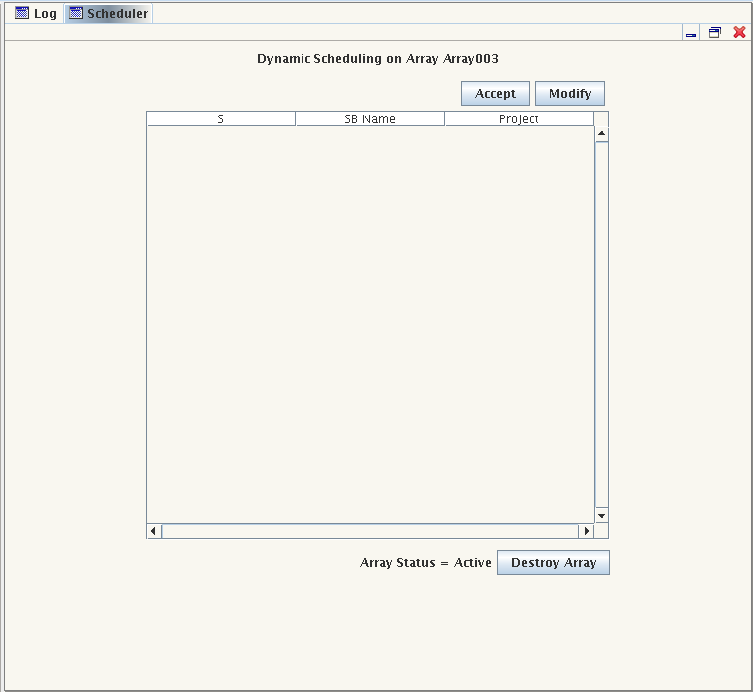 Log Scheduler
Dynamic Scheduling on Array Array003
Accept Modify
S SB Name Project
Array Status = Active Destroy Array